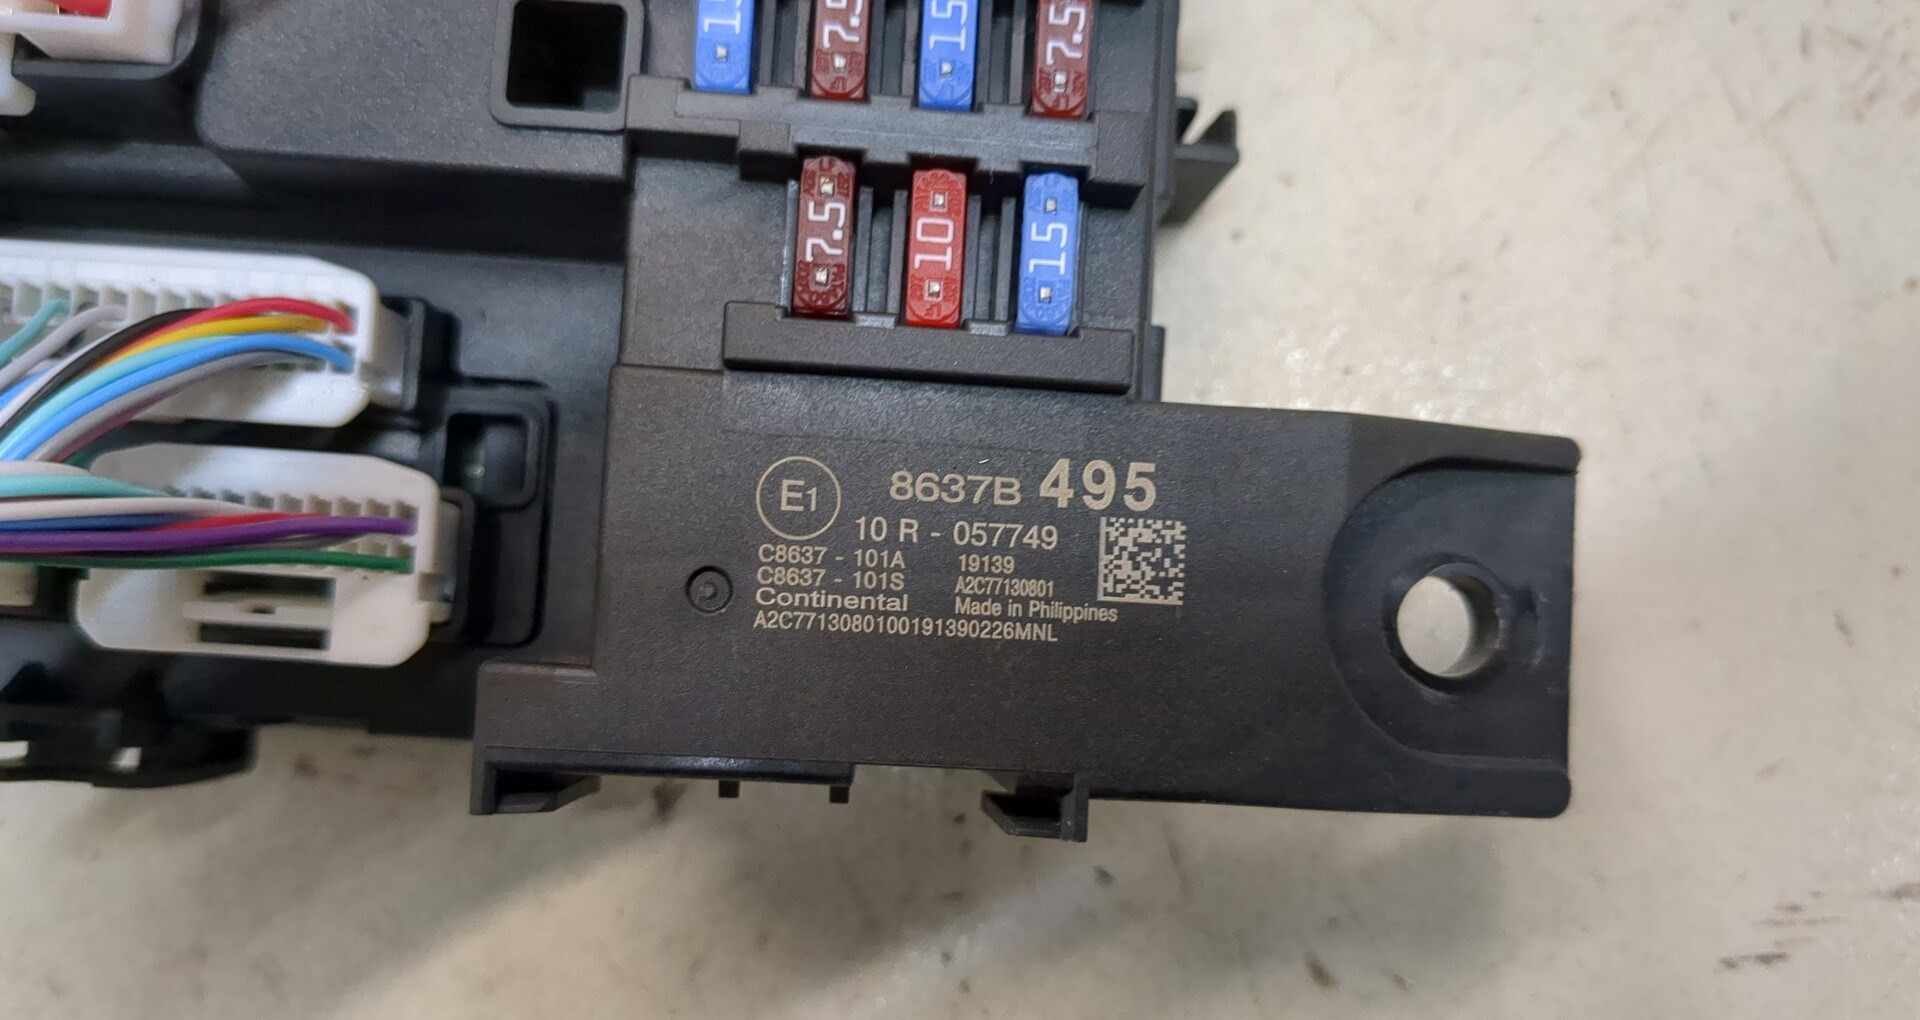 15
7.5
15
7.5
7.5
10
15
E1
8637B 495
10 R - 057749
C8637 - 101A 19139
C8637 - 101S A2C77130801
Continental Made in Philippines
A2C7713080100191390226MNL